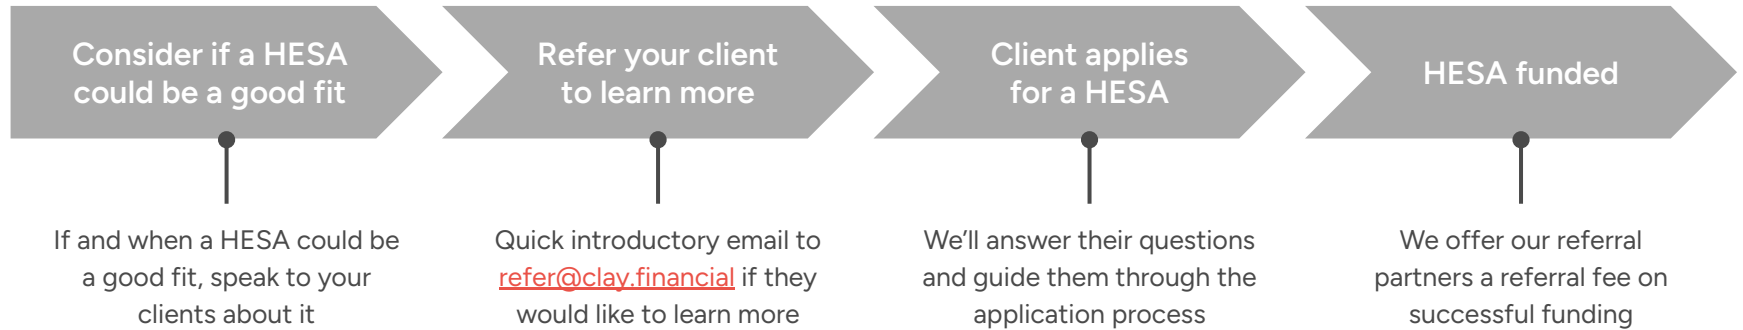 Consider if a HESA
could be a good fit
Refer your client
to learn more
Client applies
for a HESA
HESA funded
If and when a HESA could be
a good fit, speak to your
clients about it
Quick introductory email to
refer@clay.financial if they
would like to learn more
We’ll answer their questions
and guide them through the
application process
We offer our referral
partners a referral fee on
successful funding